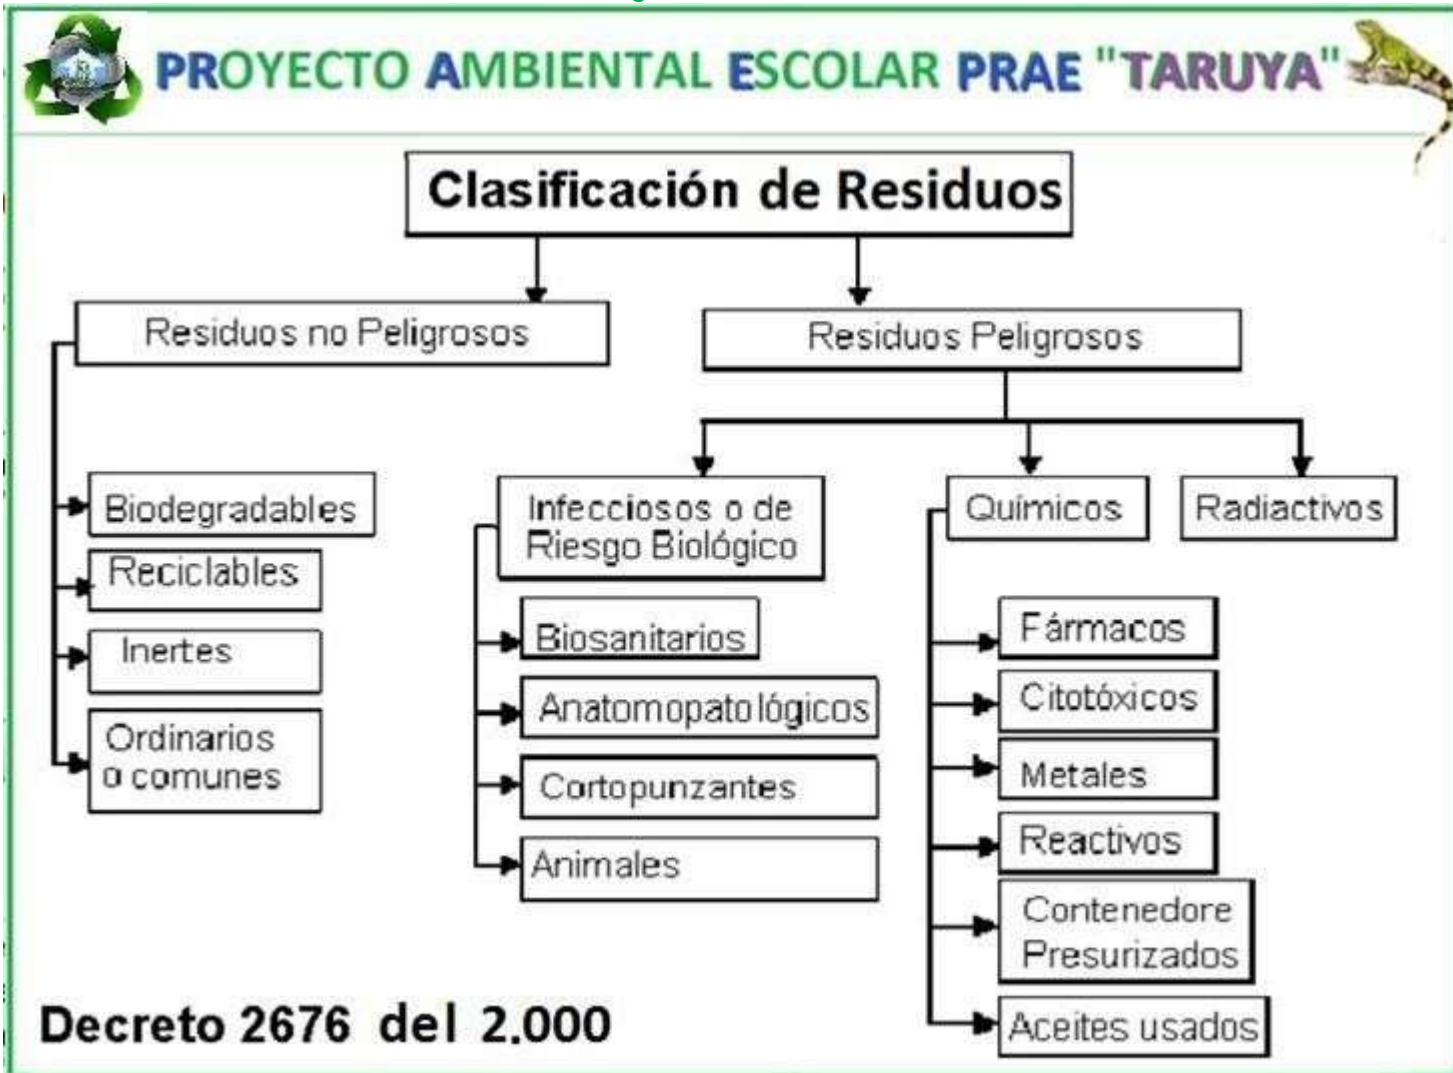 PROYECTO AMBIENTAL ESCOLAR PRAE "TARUYA"
Clasificación de Residuos
Residuos no Peligrosos
Biodegradables
Reciclables
Inertes
Ordinarios
o comunes
Residuos Peligrosos
Infecciosos o de
Riesgo Biológico
Biosanitarios
Anatomopatológicos
Cortopunzantes
Animales
Químicos
Fármacos
Citotóxicos
Metales
Reactivos
Contenedore
Presurizados
Aceites usados
Radiactivos
Decreto 2676 del 2.000